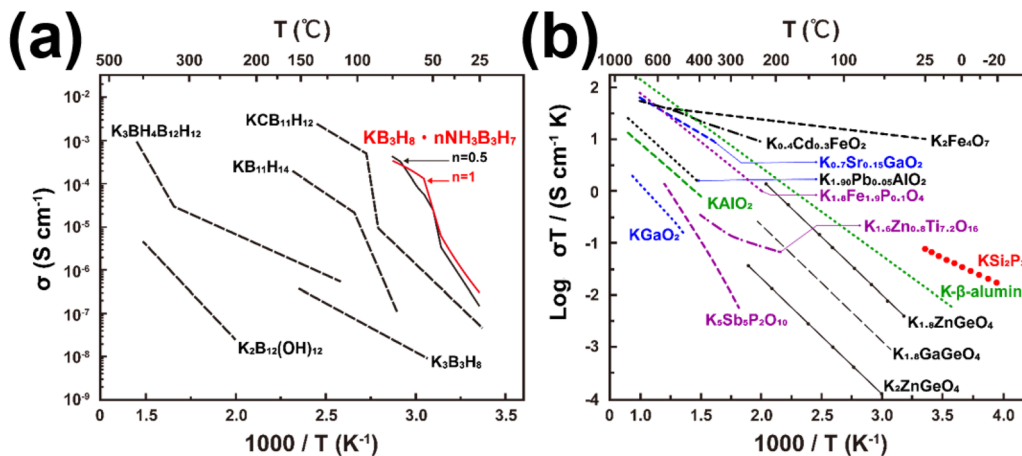 (a)
T (℃)
500 300 200 150 100 50 25
10⁻²
10⁻³
10⁻⁴
10⁻⁵
10⁻⁶
10⁻⁷
10⁻⁸
10⁻⁹
σ (S cm⁻¹)
K₃BH₄B₁₂H₁₂
KCB₁₁H₁₂
KB₁₁H₁₄
KB₃H₈・nNH₃B₃H₇
n=0.5
n=1
K₂B₁₂(OH)₁₂
K₃B₃H₈
0 1.5 2.0 2.5 3.0 3.5
1000 / T (K⁻¹)
(b)
T (℃)
1000 600 400 300 200 100 25 0 -20
2
1
0
-1
-2
-4
Log σT / (S cm⁻¹ K)
K₂Fe₄O₇
K₀.₄Cd₀.₃FeO₂
K₀.₇Sr₀.₁₅GaO₂
K₁.₉₀Pb₀.₀₅AlO₂
K₁.₈Fe₁.₉P₀.₁O₄
KAlO₂
K₁.₆Zn₀.₈Ti₇.₂O₁₆
KGaO₂
KSi₂P₃
K-β-alumin
K₅Sb₅P₂O₁₀
K₁.₈ZnGeO₄
K₁.₈GaGeO₄
K₂ZnGeO₄
0 1.0 1.5 2.0 2.5 3.0 3.5 4.0
1000 / T (K⁻¹)